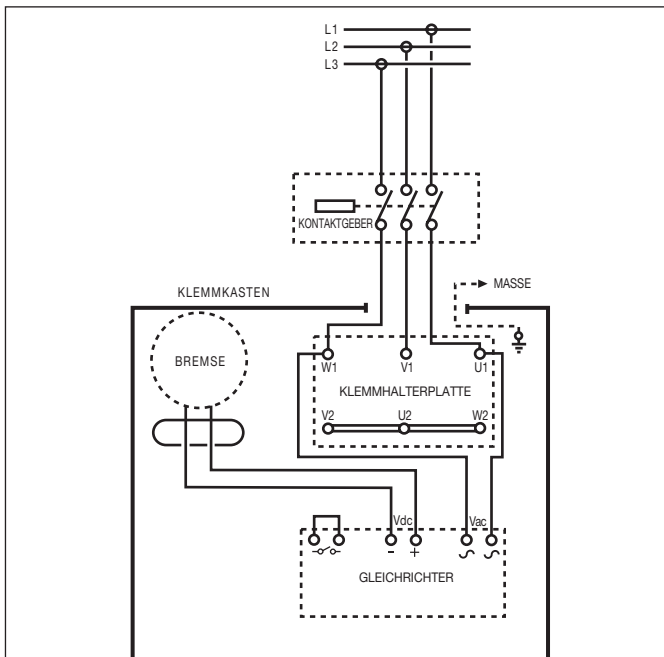 L1
L2
L3
KONTAKTGEBER
KLEMMKASTEN
MASSE
BREMSE
W1 V1 U1
KLEMMHALTERPLATTE
V2 U2 W2
Vdc Vac
- +
GLEICHRICHTER